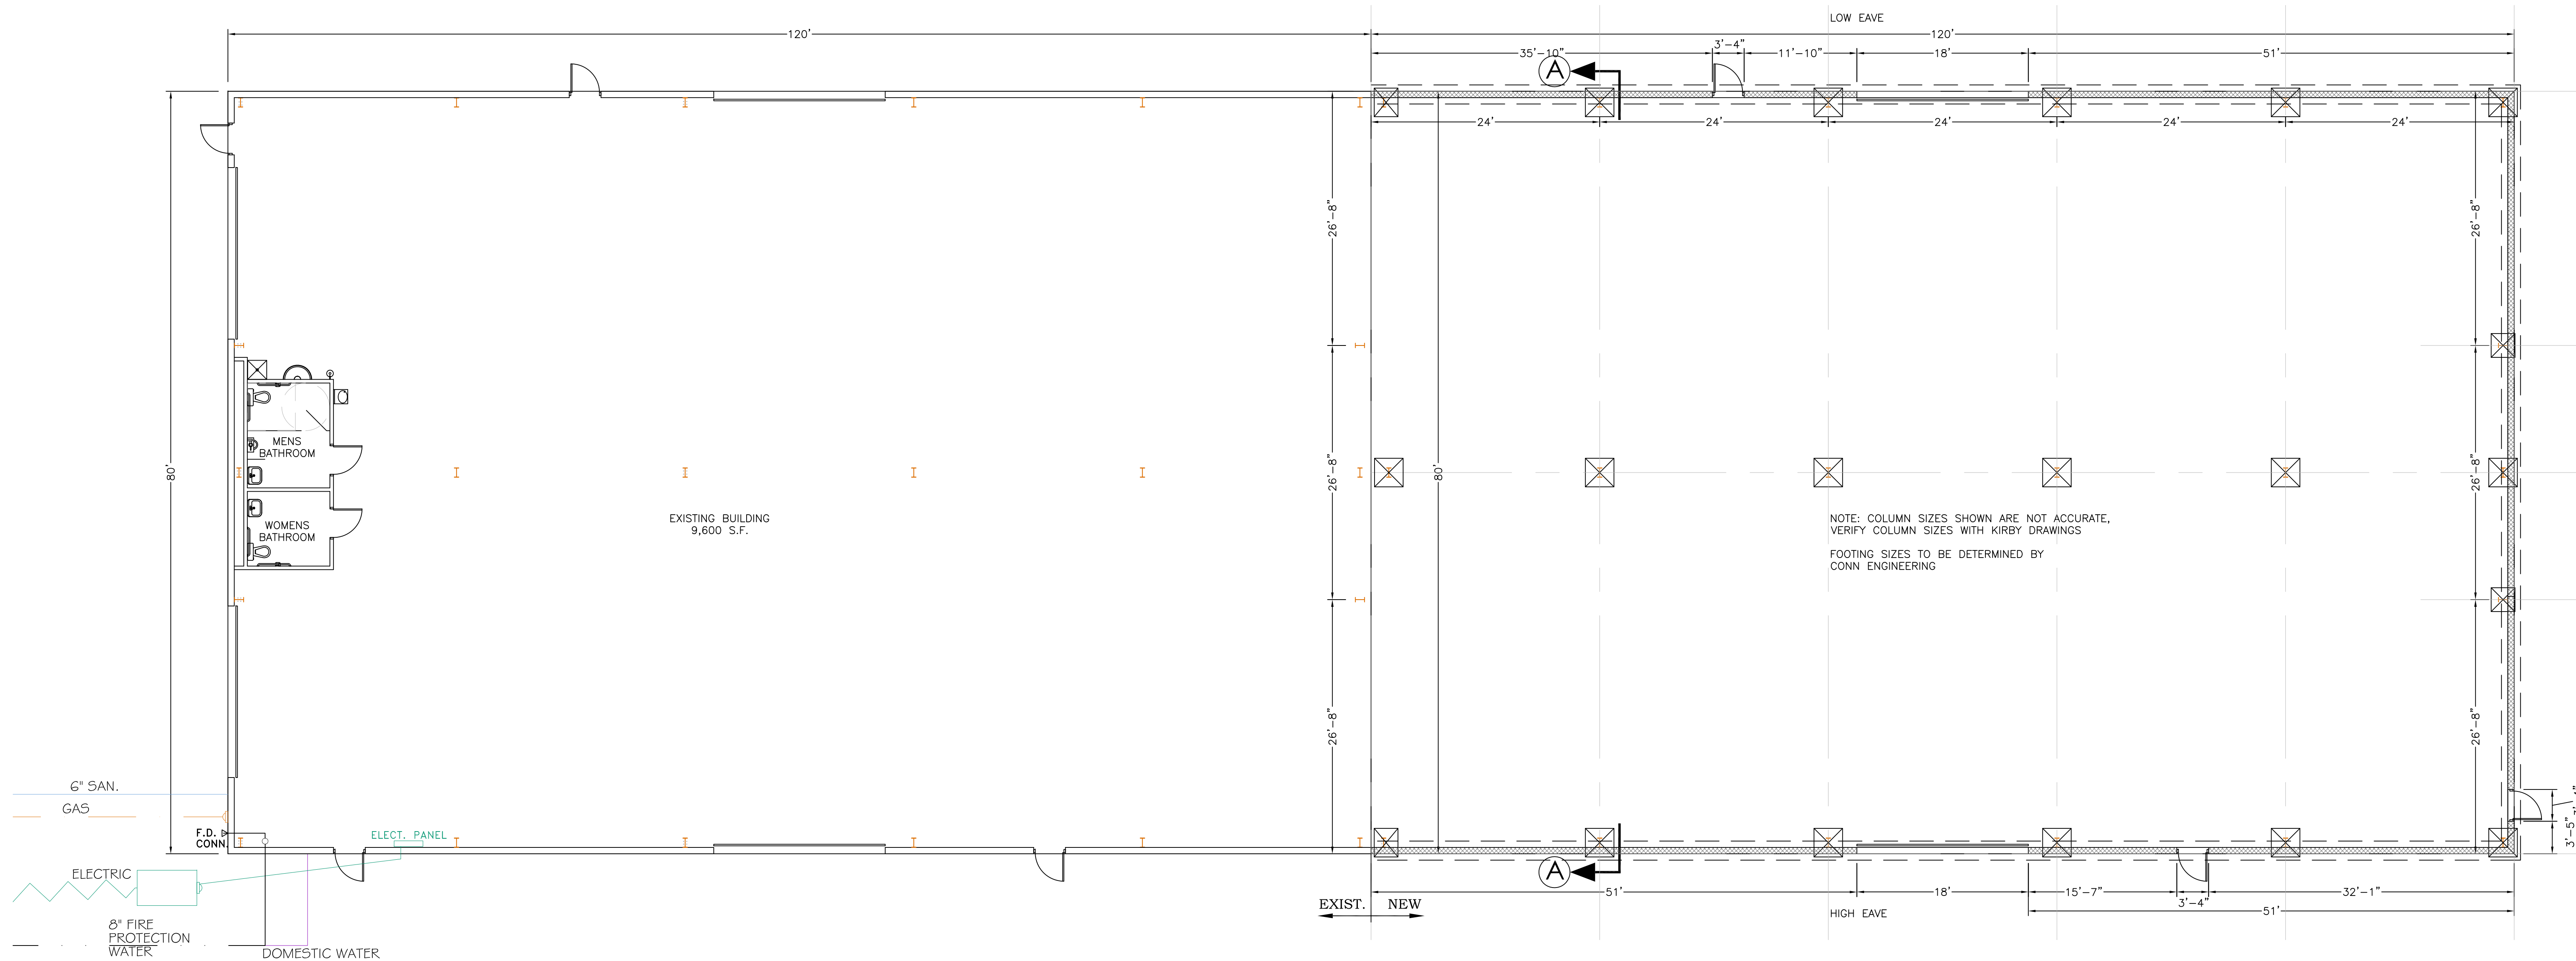 LOW EAVE
120'
120'
35'-10"
3'-4"
11'-10"
18'
51'
A
24'
24'
24'
24'
24'
26'-8"
26'-8"
80'
26'-8"
80'
26'-8"
MENS
BATHROOM
WOMENS
BATHROOM
EXISTING BUILDING
9,600 S.F.
NOTE: COLUMN SIZES SHOWN ARE NOT ACCURATE,
VERIFY COLUMN SIZES WITH KIRBY DRAWINGS
FOOTING SIZES TO BE DETERMINED BY
CONN ENGINEERING
26'-8"
26'-8"
6" SAN.
GAS
F.D.
CONN.
ELECT. PANEL
3'-5"
ELECTRIC
A
51'
18'
15'-7"
3'-4"
32'-1"
EXIST.
NEW
HIGH EAVE
51'
8" FIRE
PROTECTION
WATER
DOMESTIC WATER